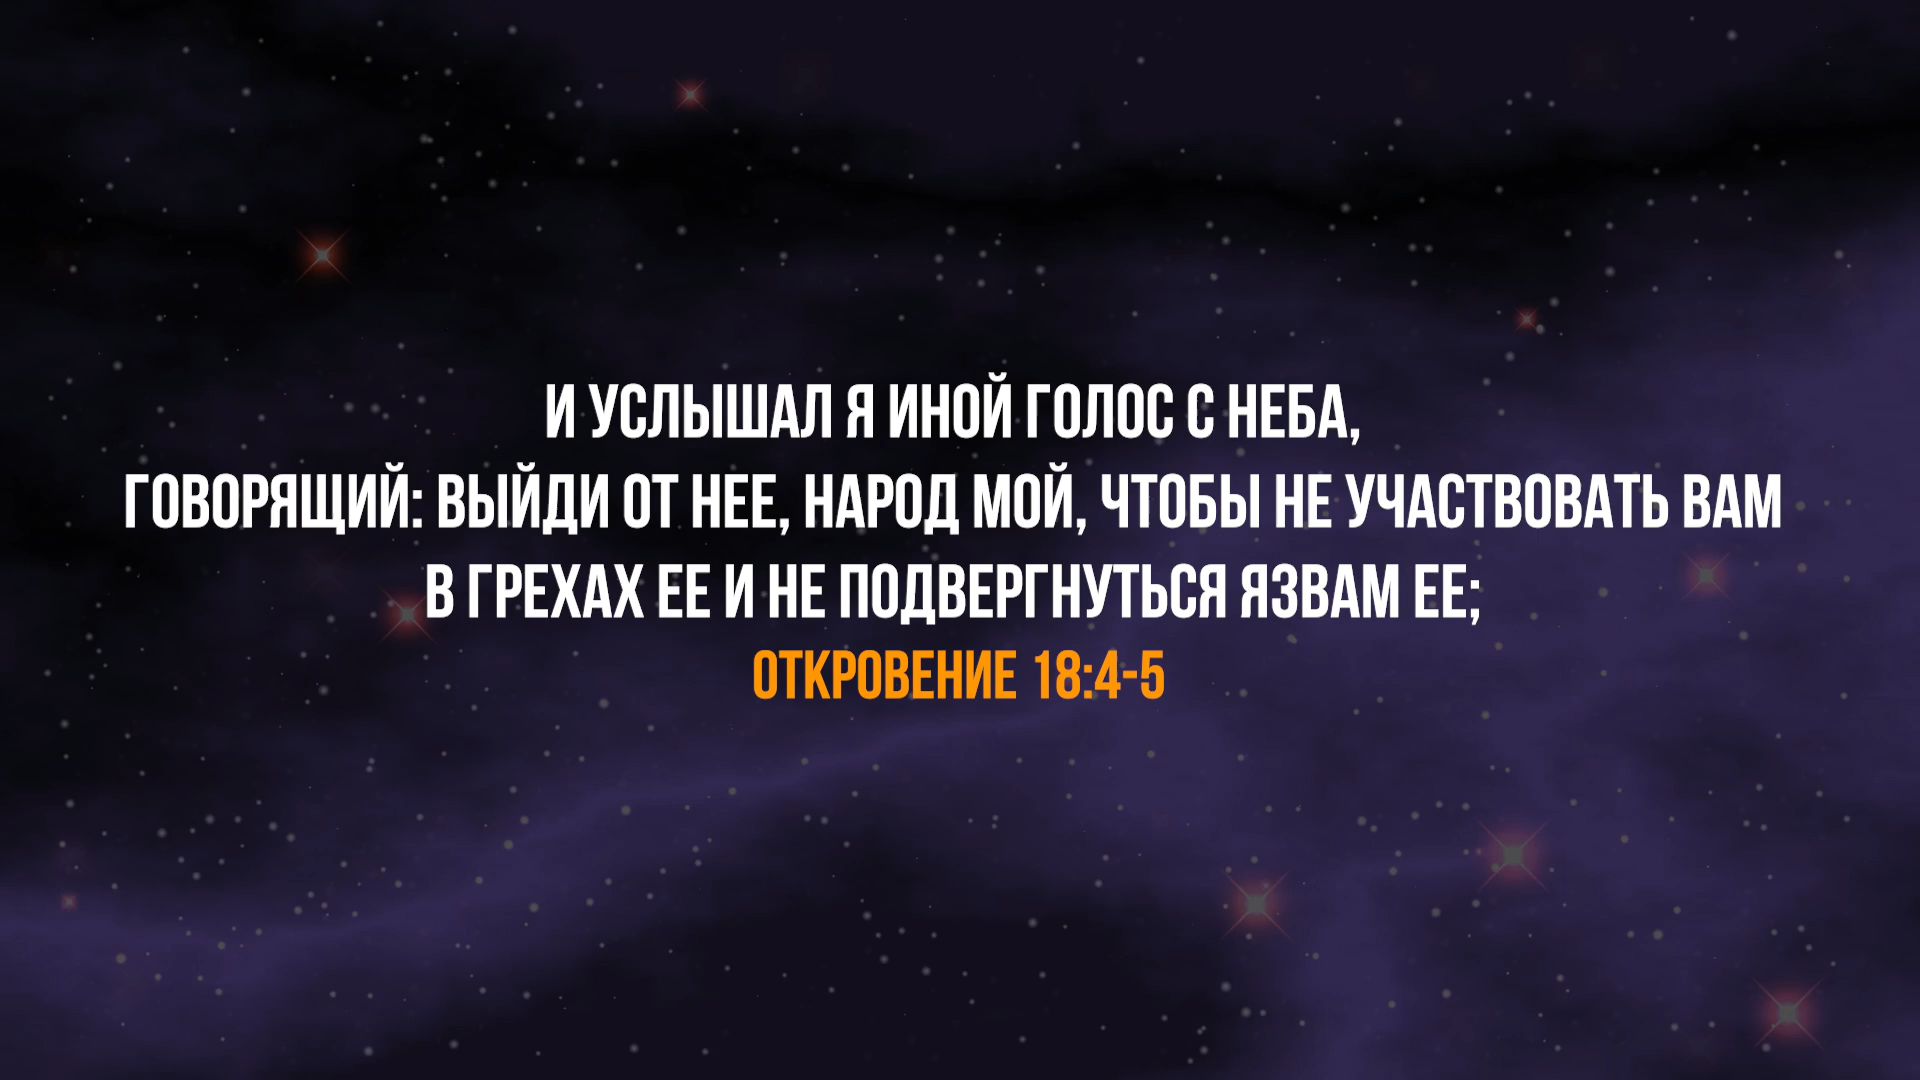 И УСЛЫШАЛ Я ИНОЙ ГОЛОС С НЕБА,
ГОВОРЯЩИЙ: ВЫЙДИ ОТ НЕЕ, НАРОД МОЙ, ЧТОБЫ НЕ УЧАСТВОВАТЬ ВАМ
В ГРЕХАХ ЕЕ И НЕ ПОДВЕРГНУТЬСЯ ЯЗВАМ ЕЕ;
ОТКРОВЕНИЕ 18:4-5